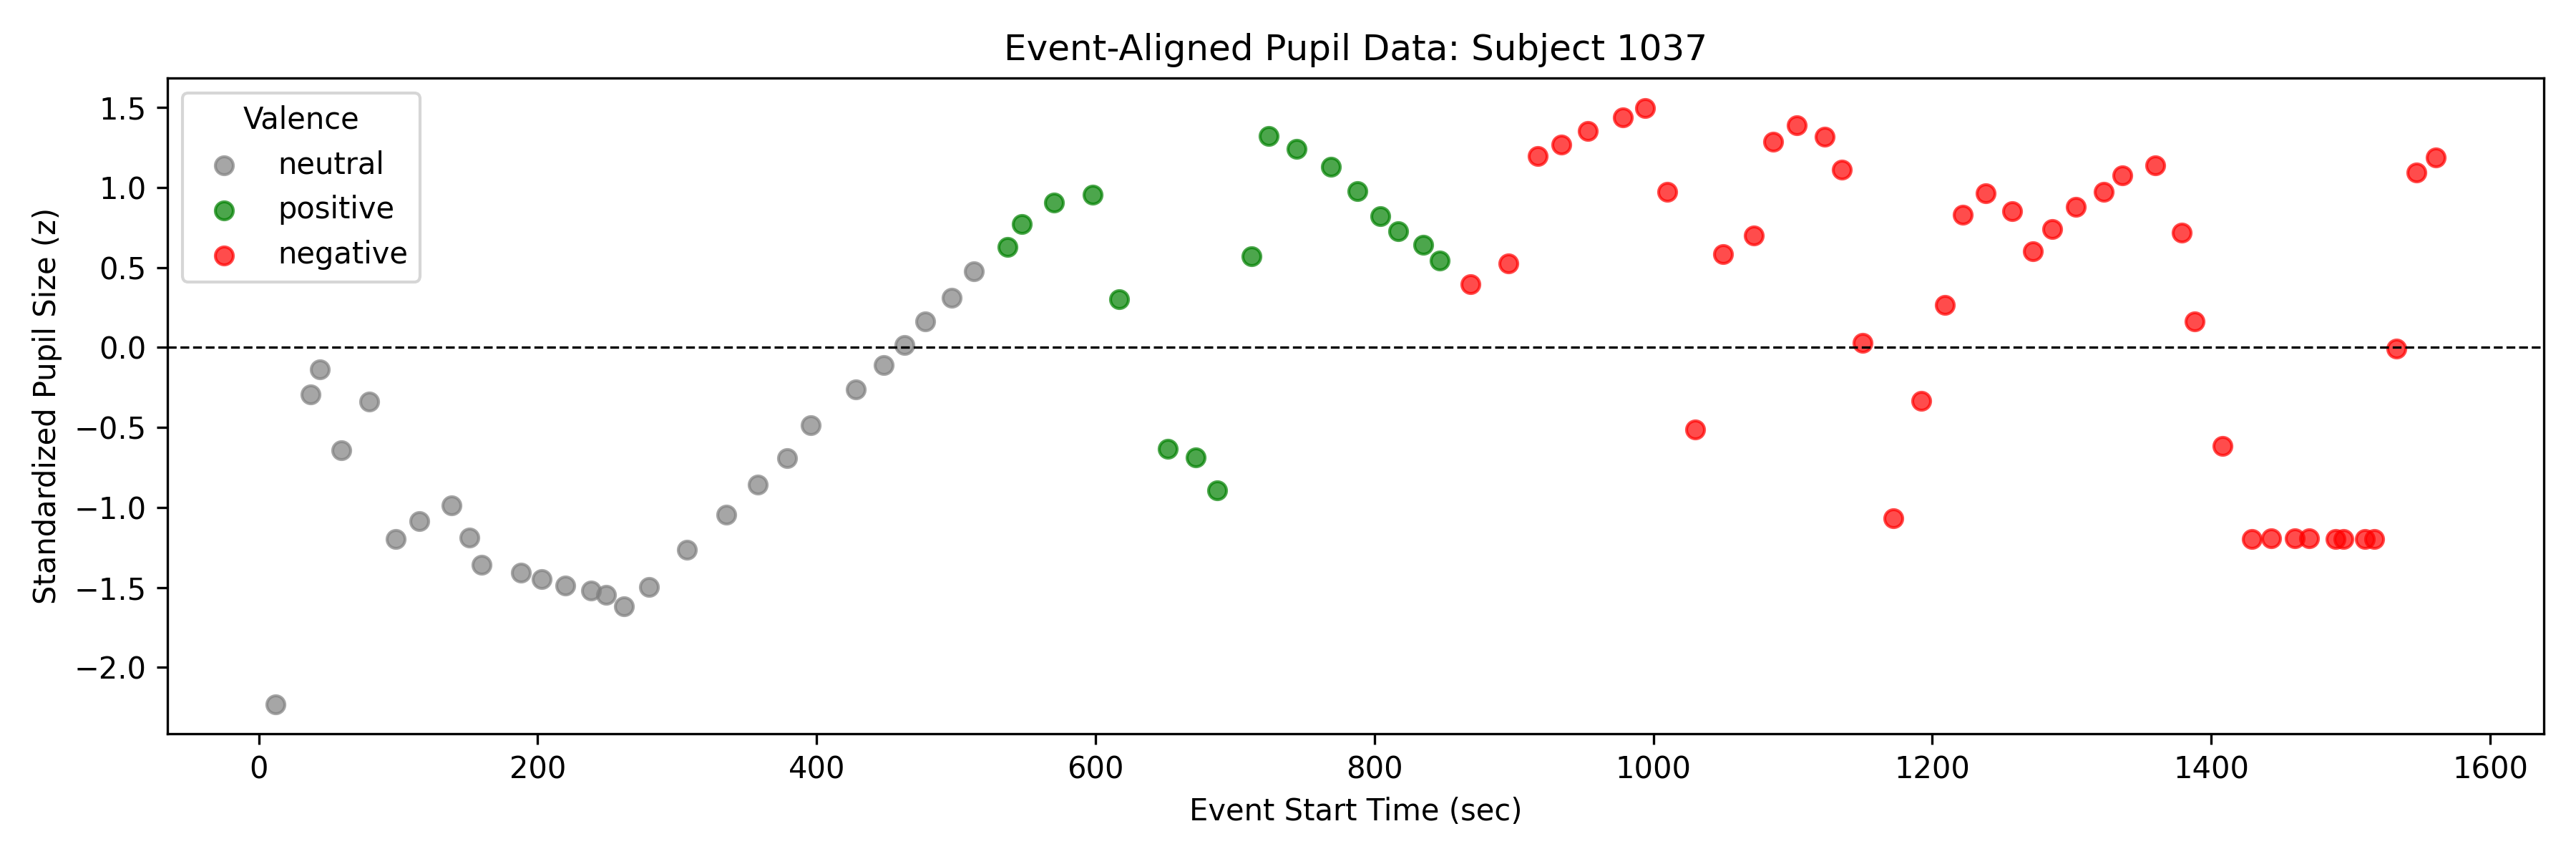 Event-Aligned Pupil Data: Subject 1037
Valence
neutral
positive
negative
1.5
1.0
0.5
0.0
−0.5
−1.0
−1.5
−2.0
Standardized Pupil Size (z)
0 200 400 600 800 1000 1200 1400 1600
Event Start Time (sec)